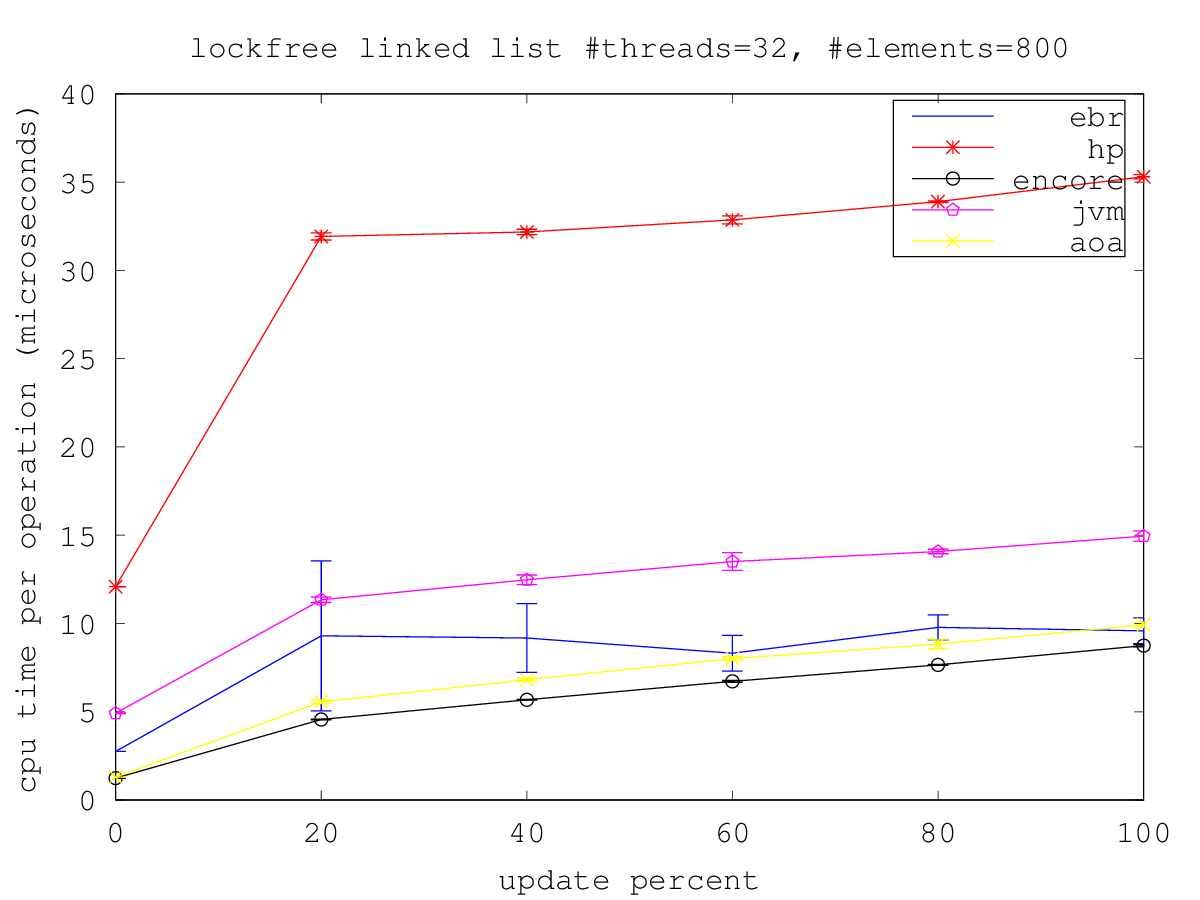 lockfree linked list #threads=32, #elements=800
cpu time per operation (microseconds)
40
35
30
25
20
15
10
5
0
ebr
hp
encore
jvm
aoa
0 20 40 60 80 100
update percent